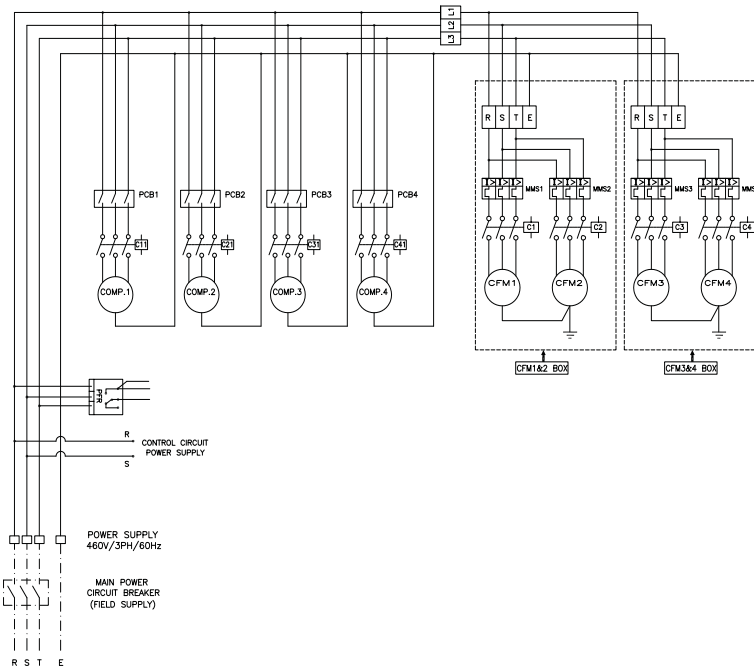 L1
L2
L3
R S T E
R S T E
PCB1
PCB2
PCB3
PCB4
I> I> I>
MMS1
I> I> I>
MMS2
I> I> I>
MMS3
I> I> I>
MMS
C11
C21
C31
C41
C1
C2
C3
C4
COMP.1
COMP.2
COMP.3
COMP.4
CFM1
CFM2
CFM3
CFM4
CFM1&2 BOX
CFM3&4 BOX
PFR
R
CONTROL CIRCUIT
POWER SUPPLY
S
POWER SUPPLY
460V/3PH/60Hz
MAIN POWER
CIRCUIT BREAKER
(FIELD SUPPLY)
R S T E